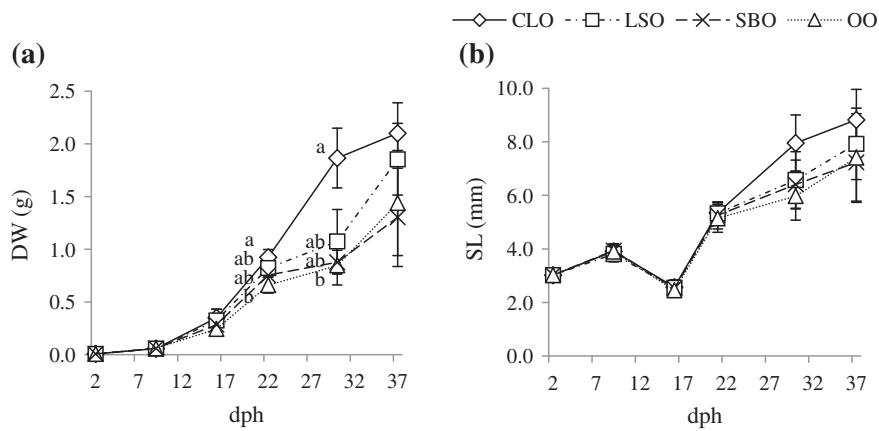 CLO LSO SBO OO
(a)
DW (g)
2.5
2.0
1.5
1.0
0.5
0.0
a
ab
ab
b
a
ab
ab
b
2 7 12 17 22 27 32 37
dph
(b)
SL (mm)
10.0
8.0
6.0
4.0
2.0
0.0
2 7 12 17 22 27 32 37
dph